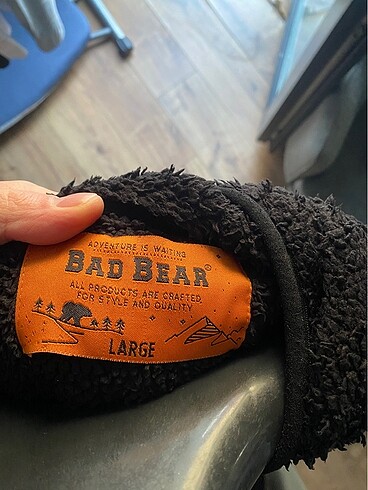 ADVENTURE IS WAITING
BAD BEAR®
ALL PRODUCTS ARE CRAFTED,
FOR STYLE AND QUALITY
LARGE